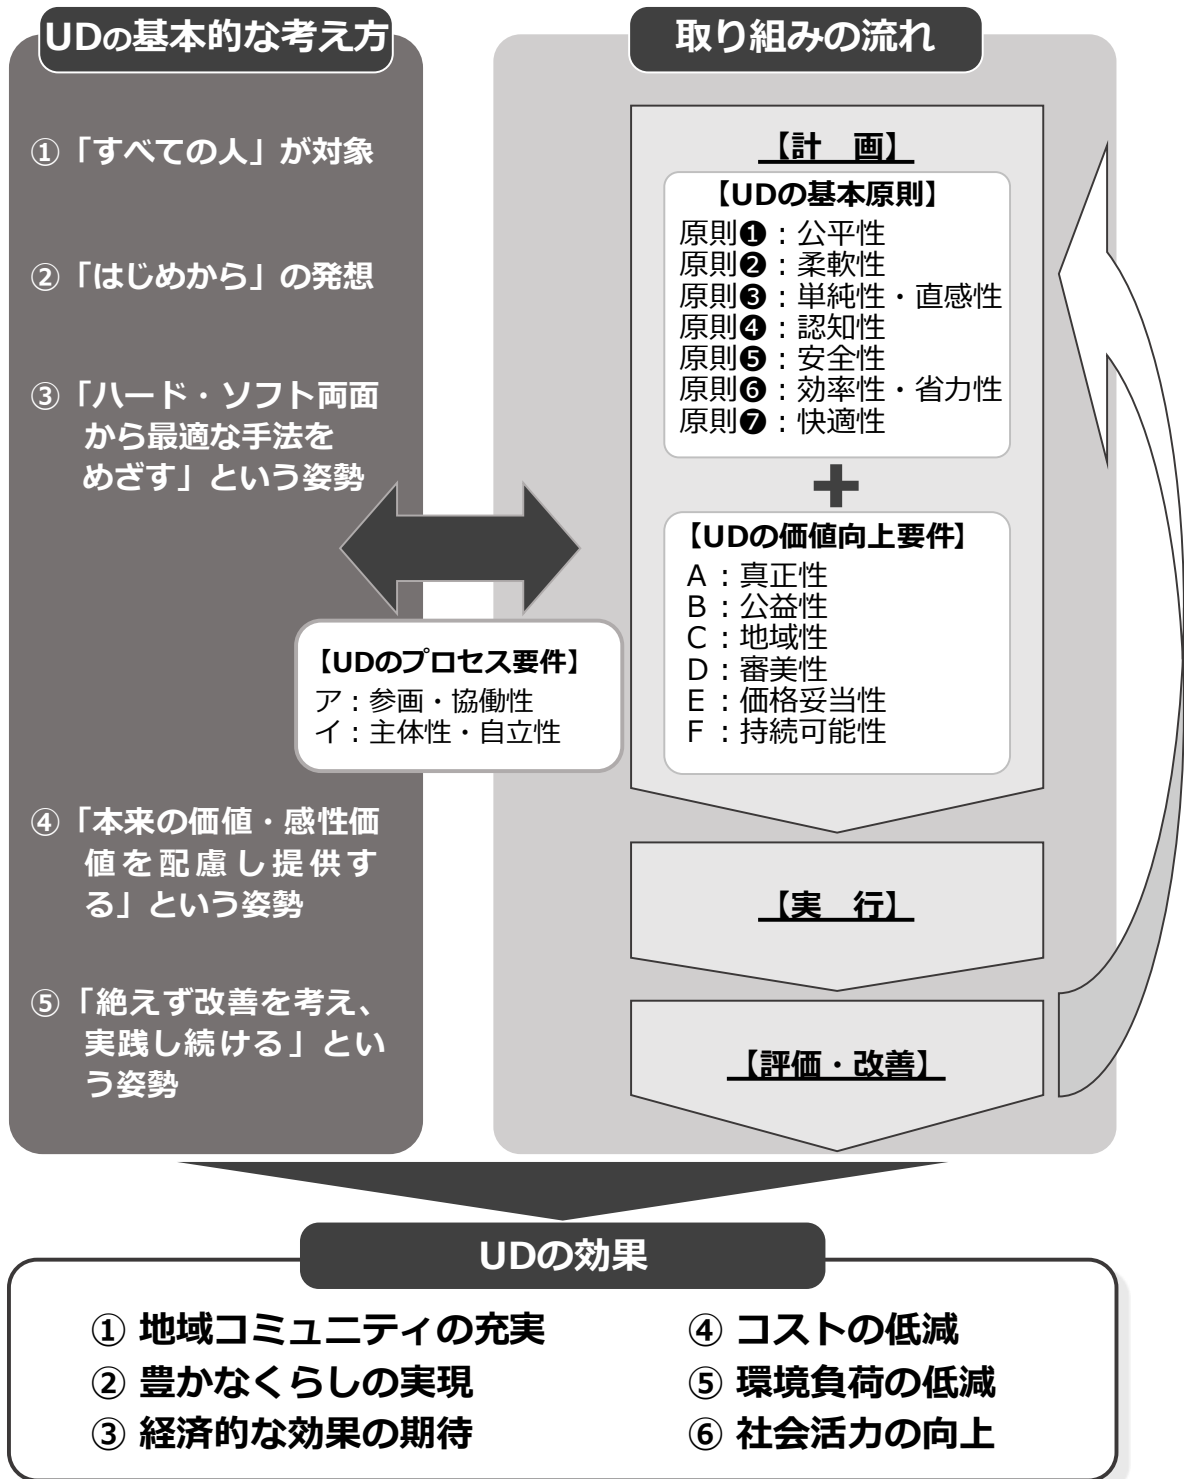 UDの基本的な考え方
①「すべての人」が対象
②「はじめから」の発想
③「ハード・ソフト両面
から最適な手法を
めざす」という姿勢
④「本来の価値・感性価
値を配慮し提供す
る」という姿勢
⑤「絶えず改善を考え、
実践し続ける」とい
う姿勢
【UDのプロセス要件】
ア：参画・協働性
イ：主体性・自立性
取り組みの流れ
【計　画】
【UDの基本原則】
原則❶：公平性
原則❷：柔軟性
原則❸：単純性・直感性
原則❹：認知性
原則❺：安全性
原則❻：効率性・省力性
原則❼：快適性
【UDの価値向上要件】
A：真正性
B：公益性
C：地域性
D：審美性
E：価格妥当性
F：持続可能性
【実　行】
【評価・改善】
UDの効果
① 地域コミュニティの充実
② 豊かなくらしの実現
③ 経済的な効果の期待
④ コストの低減
⑤ 環境負荷の低減
⑥ 社会活力の向上